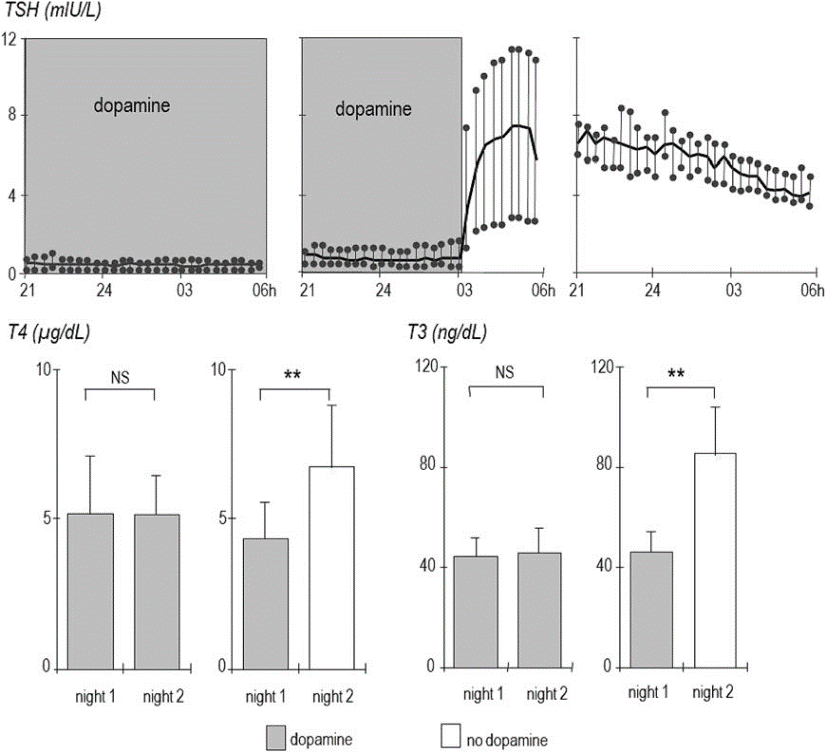 TSH (mIU/L)
12
8
4
0
dopamine
dopamine
21 24 03 06h
21 24 03 06h
21 24 03 06h
T4 (µg/dL)
T3 (ng/dL)
10
5
0
NS
night 1 night 2
10
5
0
**
night 1 night 2
120
80
40
0
NS
night 1 night 2
120
80
40
0
**
night 1 night 2
dopamine
no dopamine